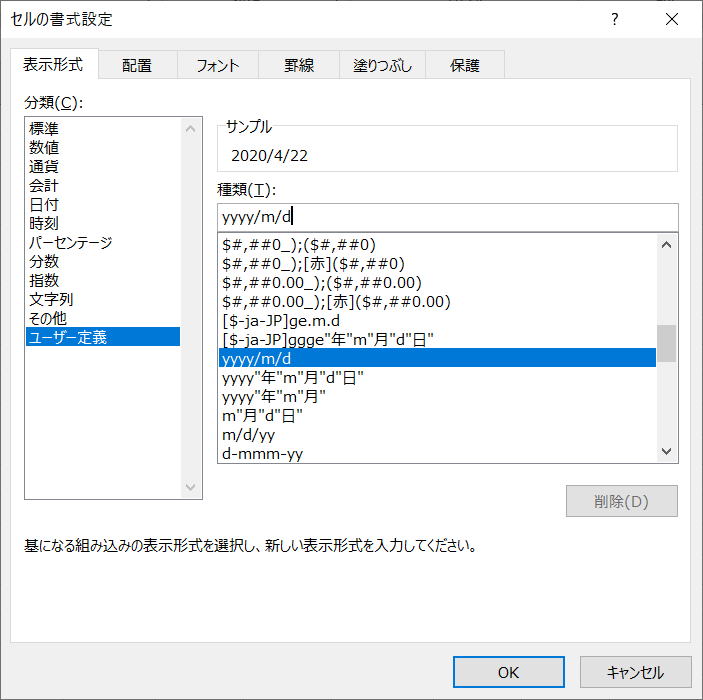 セルの書式設定
?
表示形式 配置 フォント 罫線 塗りつぶし 保護
分類(C):
標準
数値
通貨
会計
日付
時刻
パーセンテージ
分数
指数
文字列
その他
ユーザー定義
サンプル
2020/4/22
種類(T):
yyyy/m/d
$#,##0_);($#,##0)
$#,##0_);[赤]($#,##0)
$#,##0.00_);($#,##0.00)
$#,##0.00_);[赤]($#,##0.00)
[$-ja-JP]ge.m.d
[$-ja-JP]ggge"年"m"月"d"日"
yyyy/m/d
yyyy"年"m"月"d"日"
yyyy"年"m"月"
m"月"d"日"
m/d/yy
d-mmm-yy
削除(D)
基になる組み込みの表示形式を選択し、新しい表示形式を入力してください。
OK キャンセル